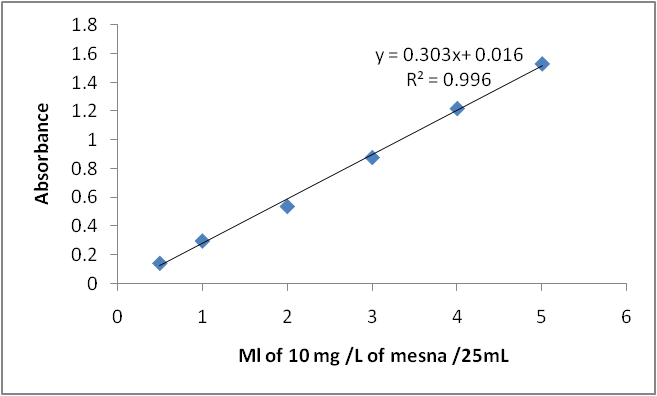 1.8
1.6
1.4
1.2
1
0.8
0.6
0.4
0.2
0
Absorbance
y = 0.303x+ 0.016
R² = 0.996
0 1 2 3 4 5 6
Ml of 10 mg /L of mesna /25mL